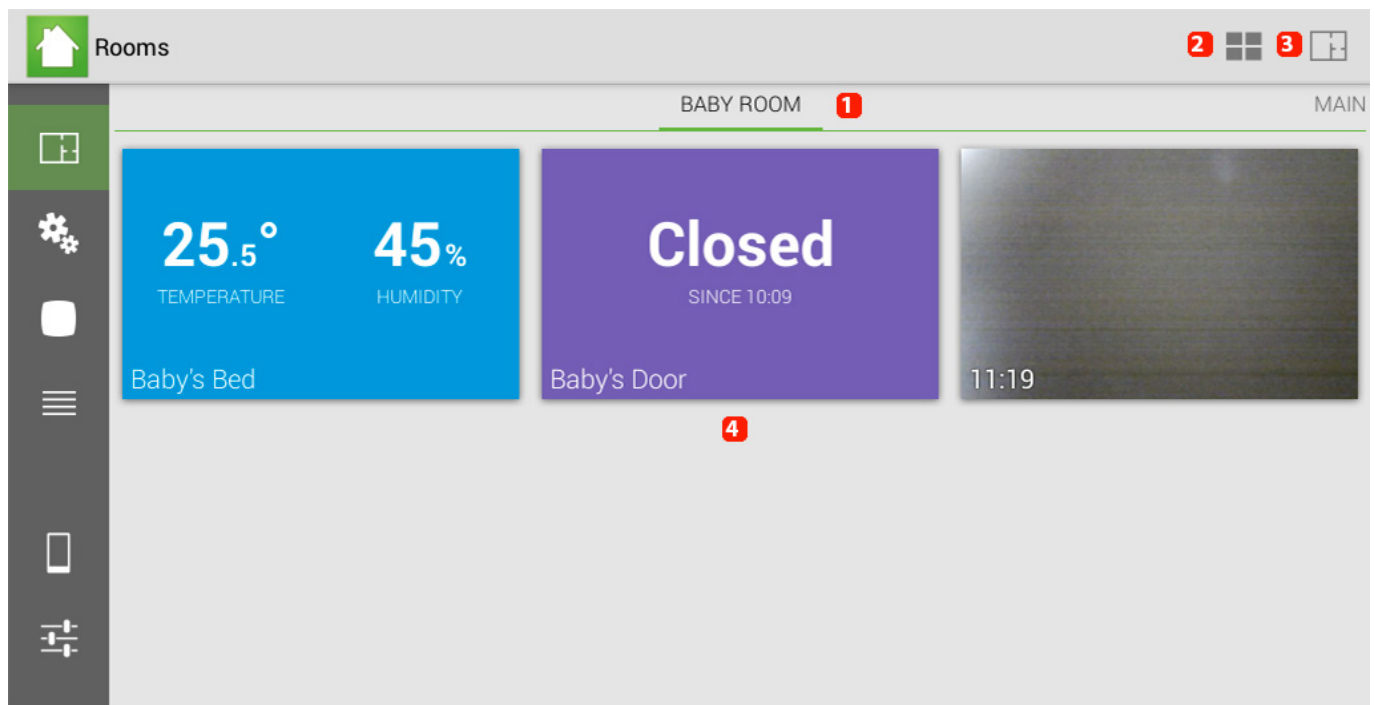 Rooms
2
3
BABY ROOM
1
MAIN
25.5°
45%
TEMPERATURE
HUMIDITY
Baby's Bed
Closed
SINCE 10:09
Baby's Door
11:19
4